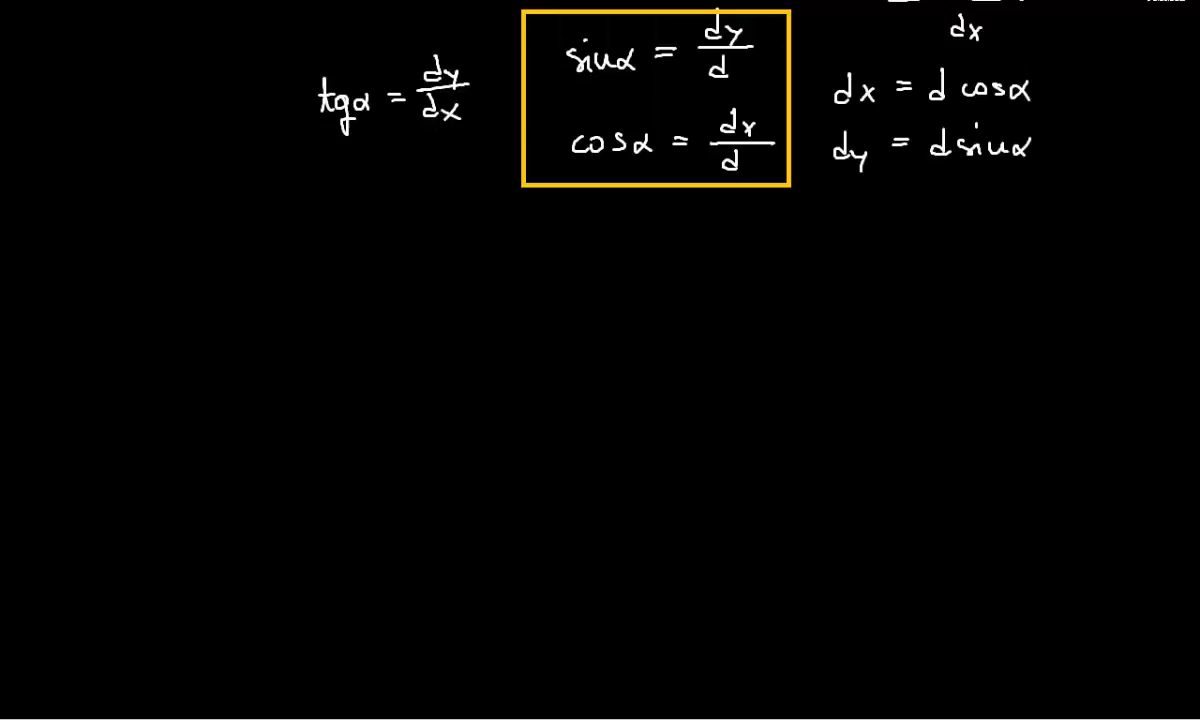 tgα = dy/dx
sinα = dy/d
cosα = dx/d
dx
dx = d cosα
dy = d sinα